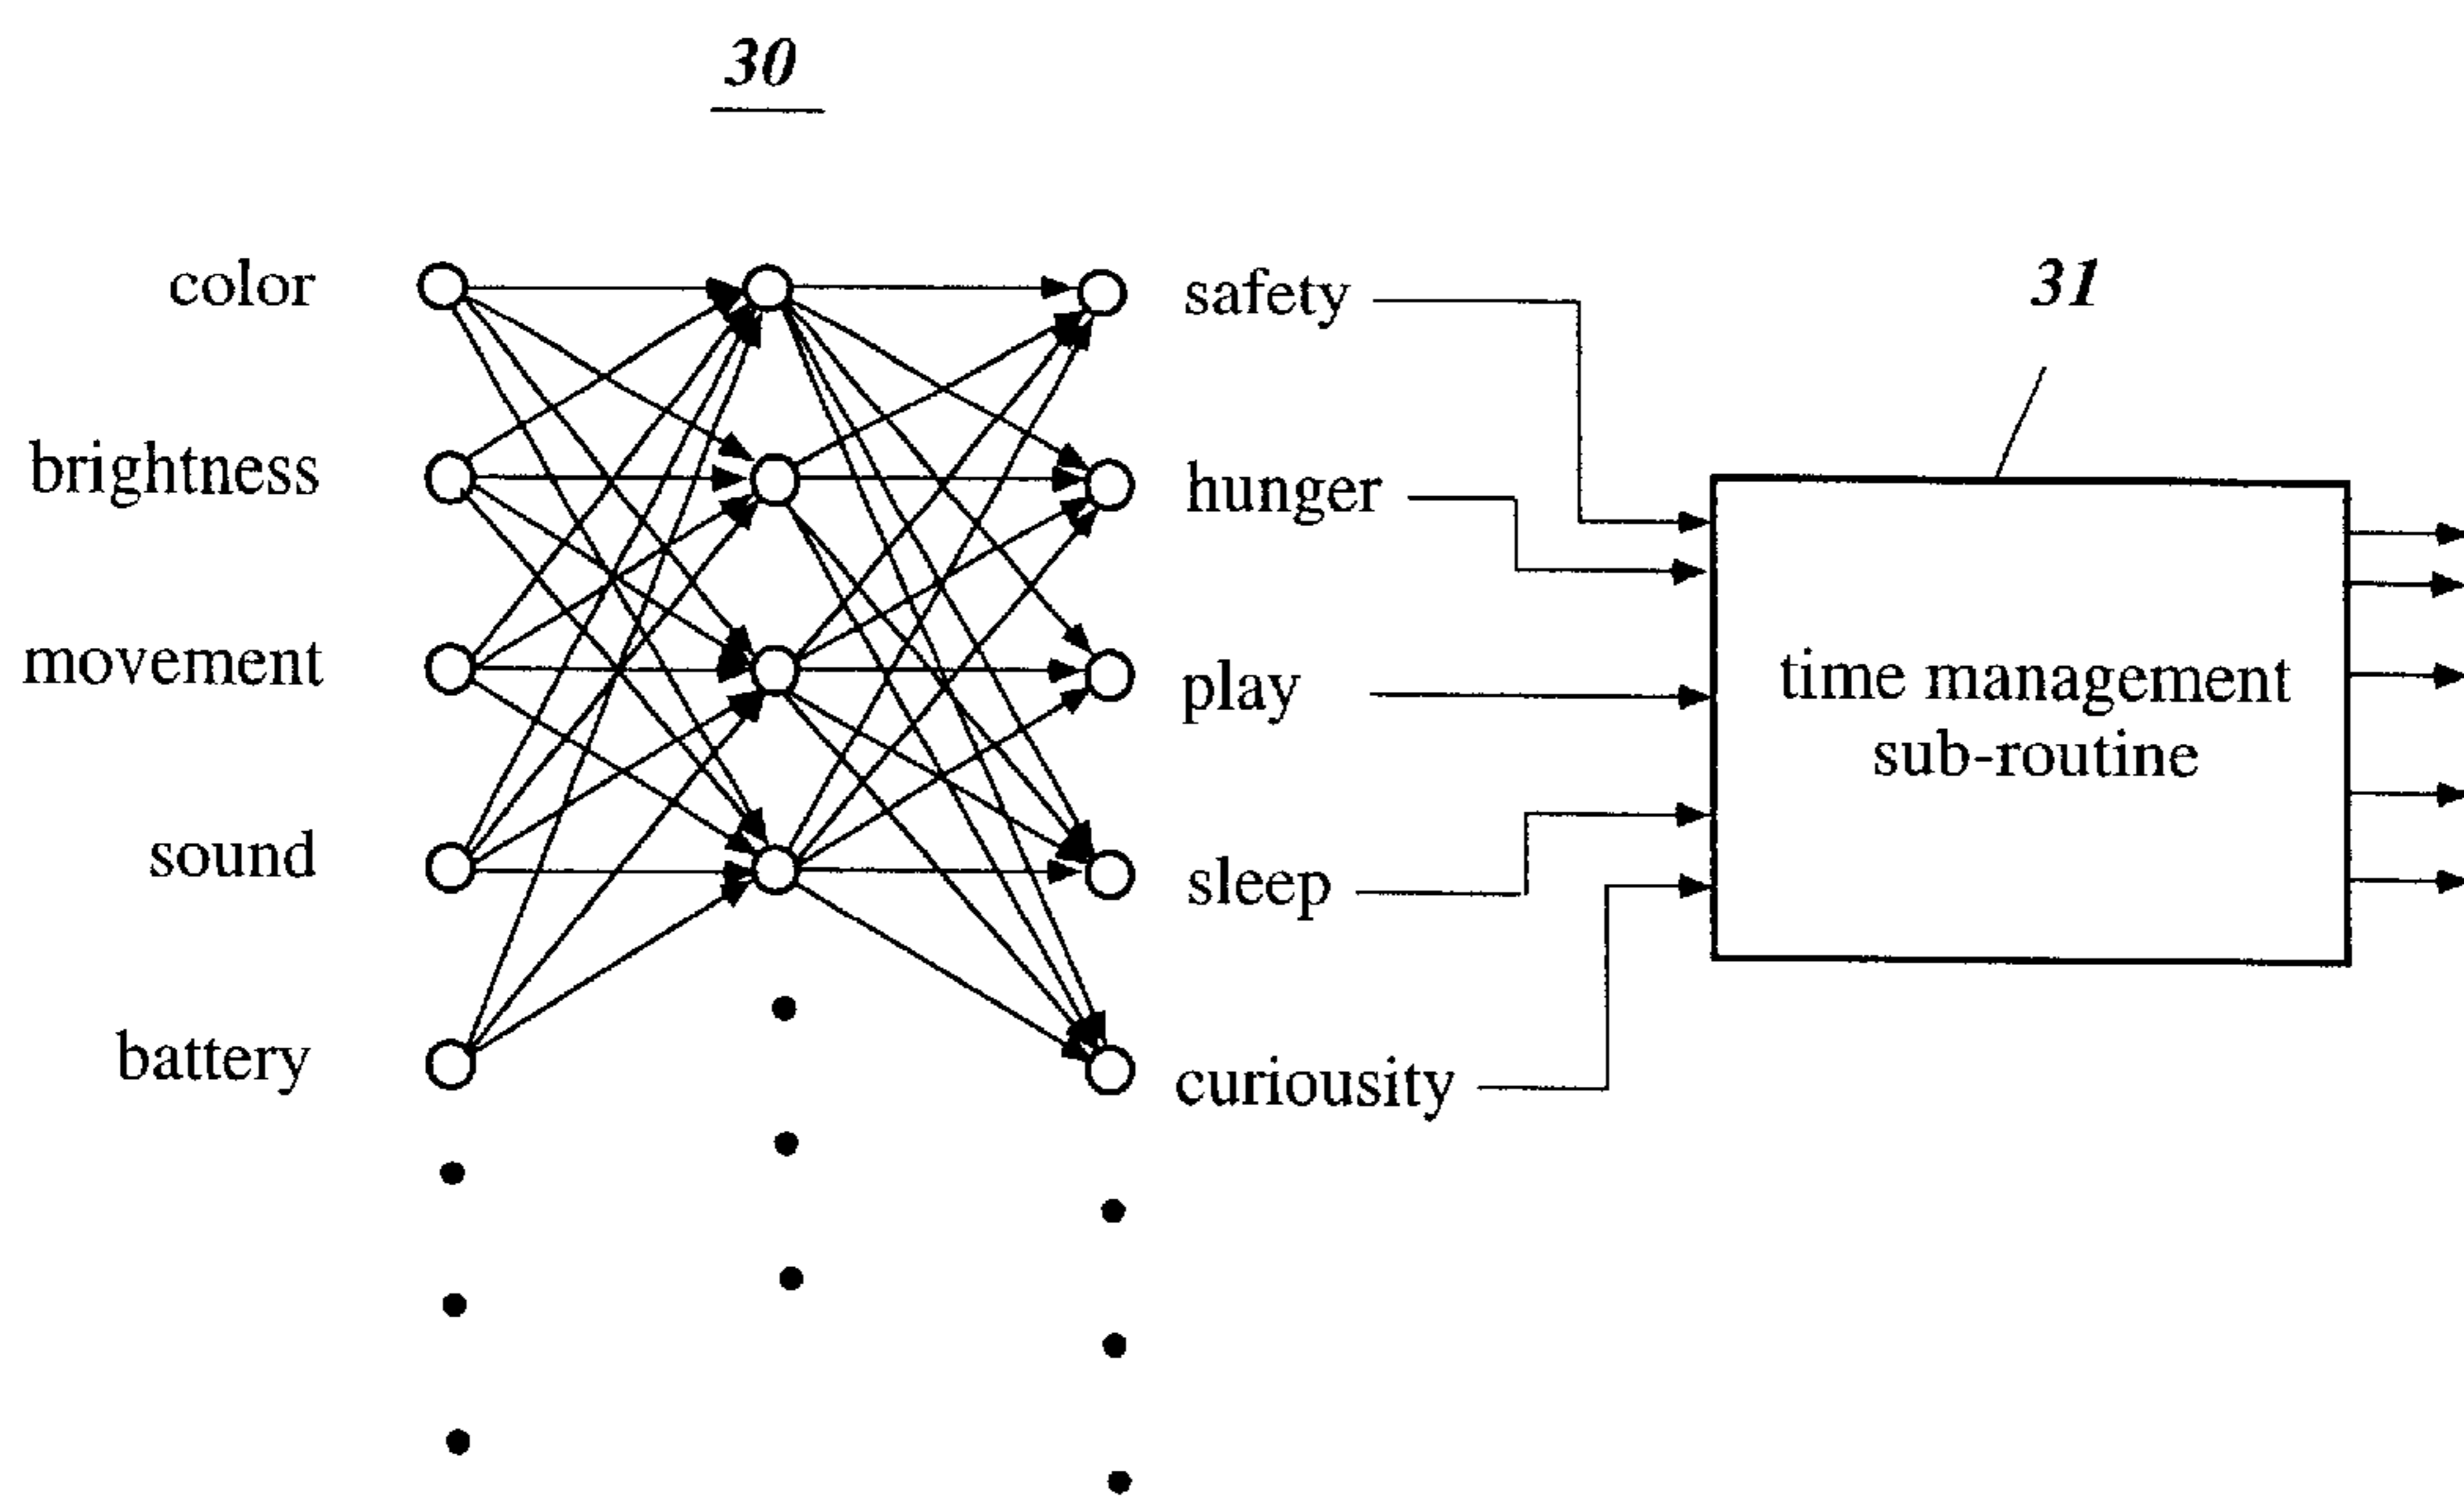 30
31
color
brightness
movement
sound
battery
safety
hunger
play
sleep
curiousity
time management
sub-routine